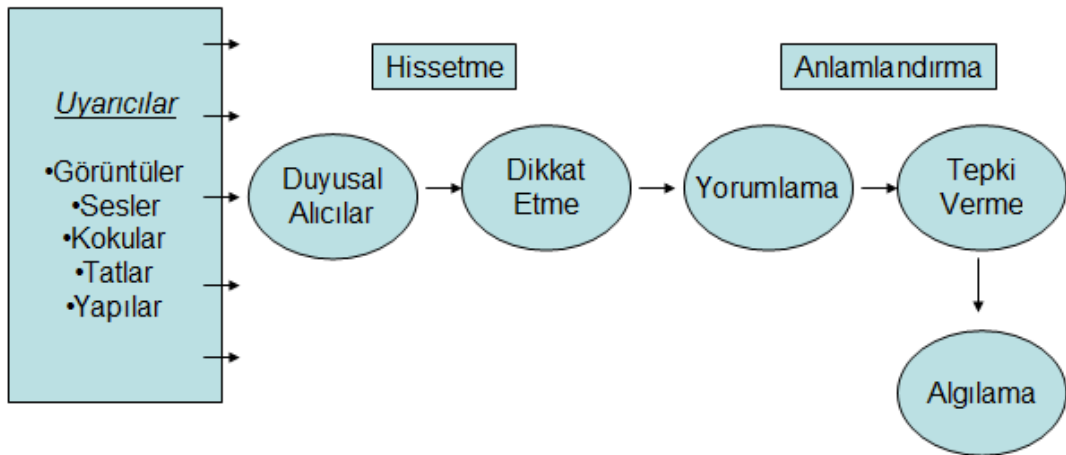 Uyarıcılar
•Görüntüler
•Sesler
•Kokular
•Tatlar
•Yapılar
Hissetme
Anlamlandırma
Duyusal
Alıcılar
Dikkat
Etme
Yorumlama
Tepki
Verme
Algılama